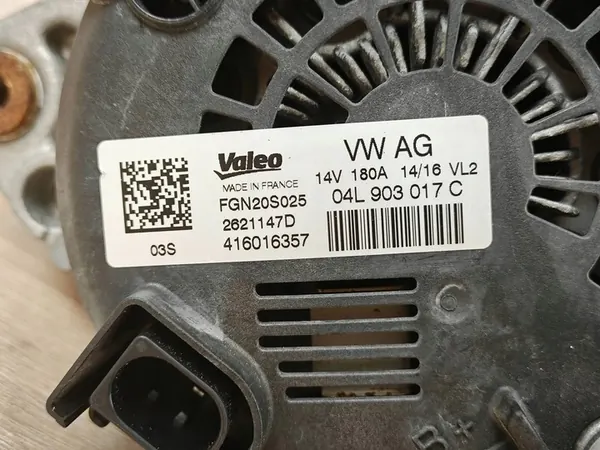 Valeo
MADE IN FRANCE
FGN20S025
2621147D
416016357
03S
VW AG
14V 180A 14/16 VL2
04L 903 017 C
C
B+